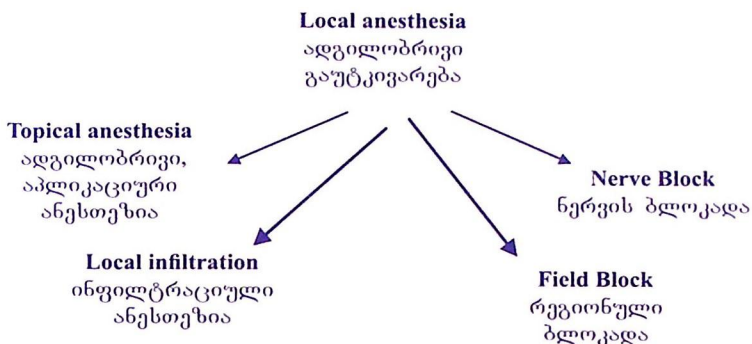 Local anesthesia
ადგილობრივი
გაუტკივარება
Topical anesthesia
ადგილობრივი,
აპლიკაციური
ანესთეზია
Nerve Block
ნერვის ბლოკადა
Local infiltration
ინფილტრაციული
ანესთეზია
Field Block
რეგიონული
ბლოკადა